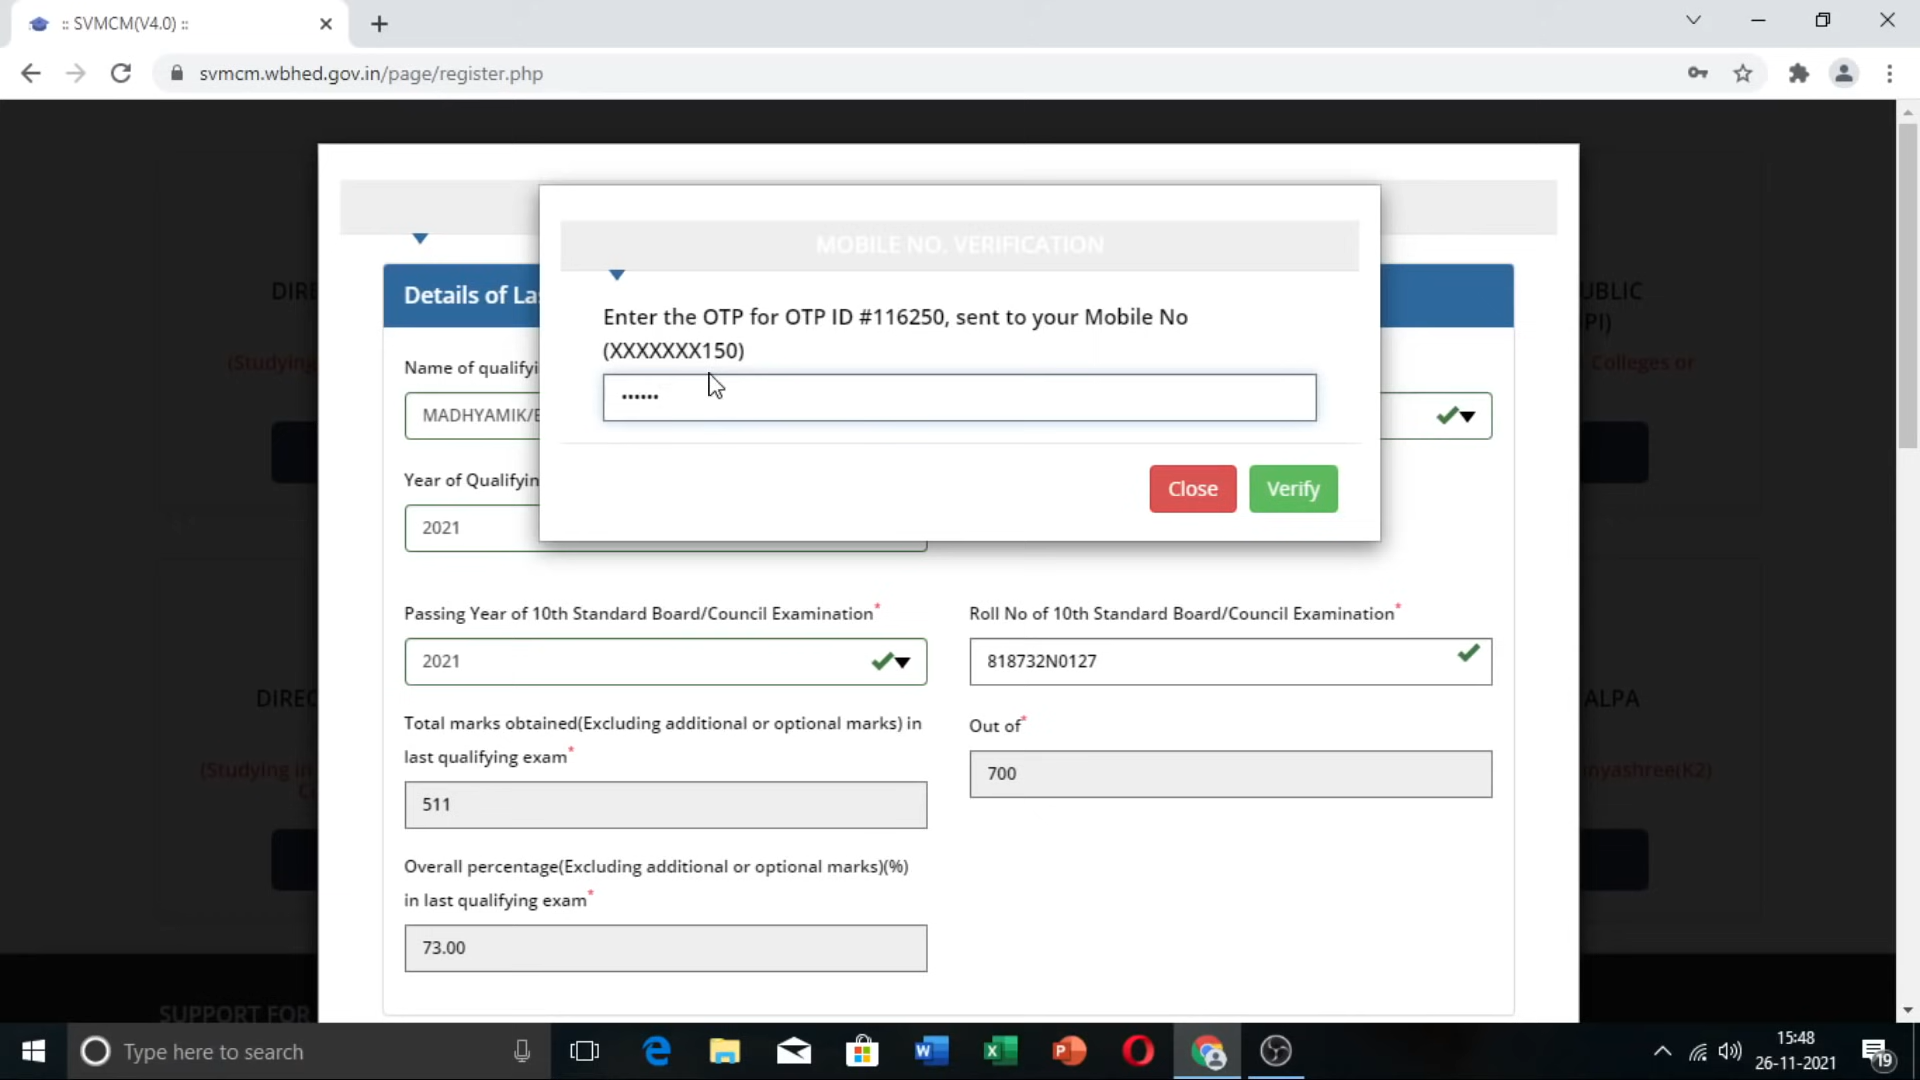 :: SVMCM(V4.0) ::
svmcm.wbhed.gov.in/page/register.php
MOBILE NO. VERIFICATION
Enter the OTP for OTP ID #116250, sent to your Mobile No
(XXXXXXX150)
••••••
Close
Verify
Details of La
Name of qualifyi
MADHYAMIK/
Year of Qualifyin
2021
Passing Year of 10th Standard Board/Council Examination*
2021
Roll No of 10th Standard Board/Council Examination*
818732N0127
Total marks obtained(Excluding additional or optional marks) in
last qualifying exam*
511
Out of*
700
Overall percentage(Excluding additional or optional marks)(%)
in last qualifying exam*
73.00
DIRE
(Studying
UBLIC
PI)
Colleges or
DIREC
(Studying in
C
ALPA
nyashree(K2)
SUPPORT FOR
Type here to search
15:48
26-11-2021
19